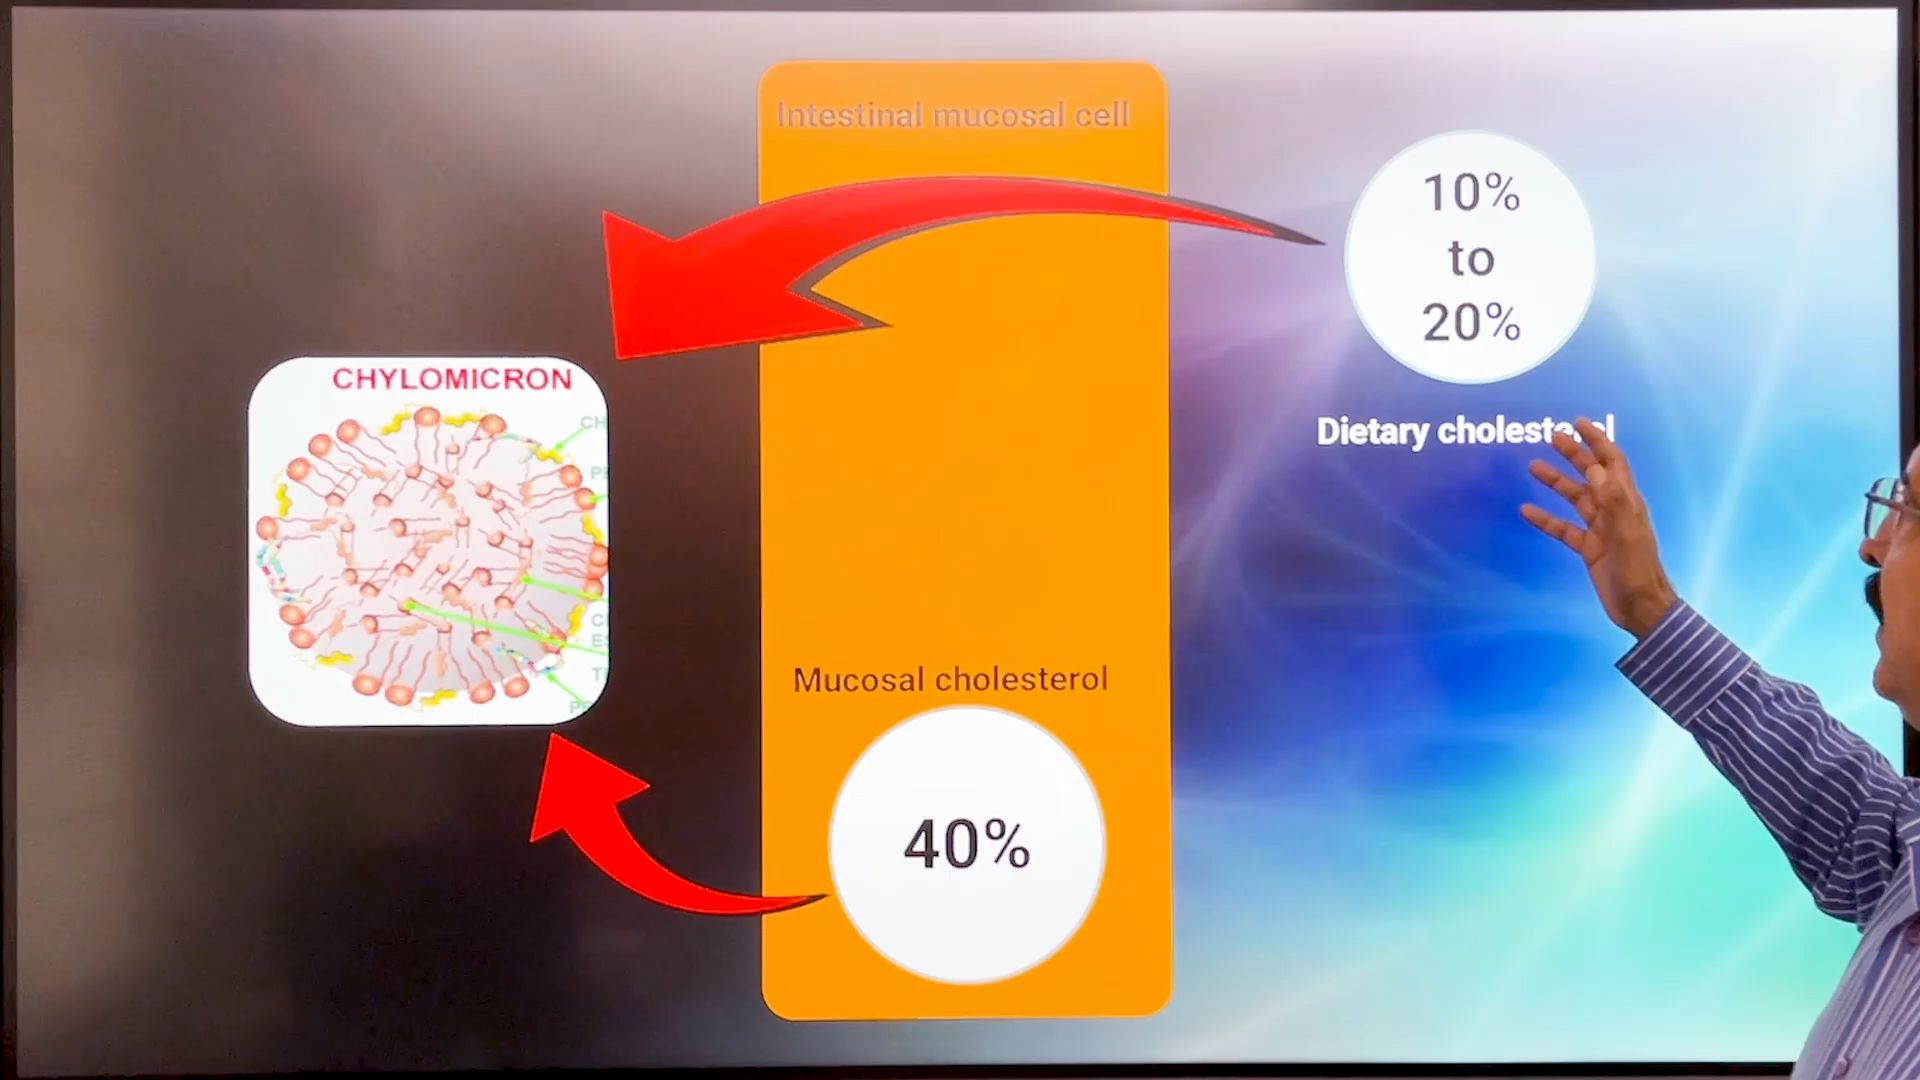 Intestinal mucosal cell
10%
to
20%
CHYLOMICRON
Dietary cholesterol
Mucosal cholesterol
40%